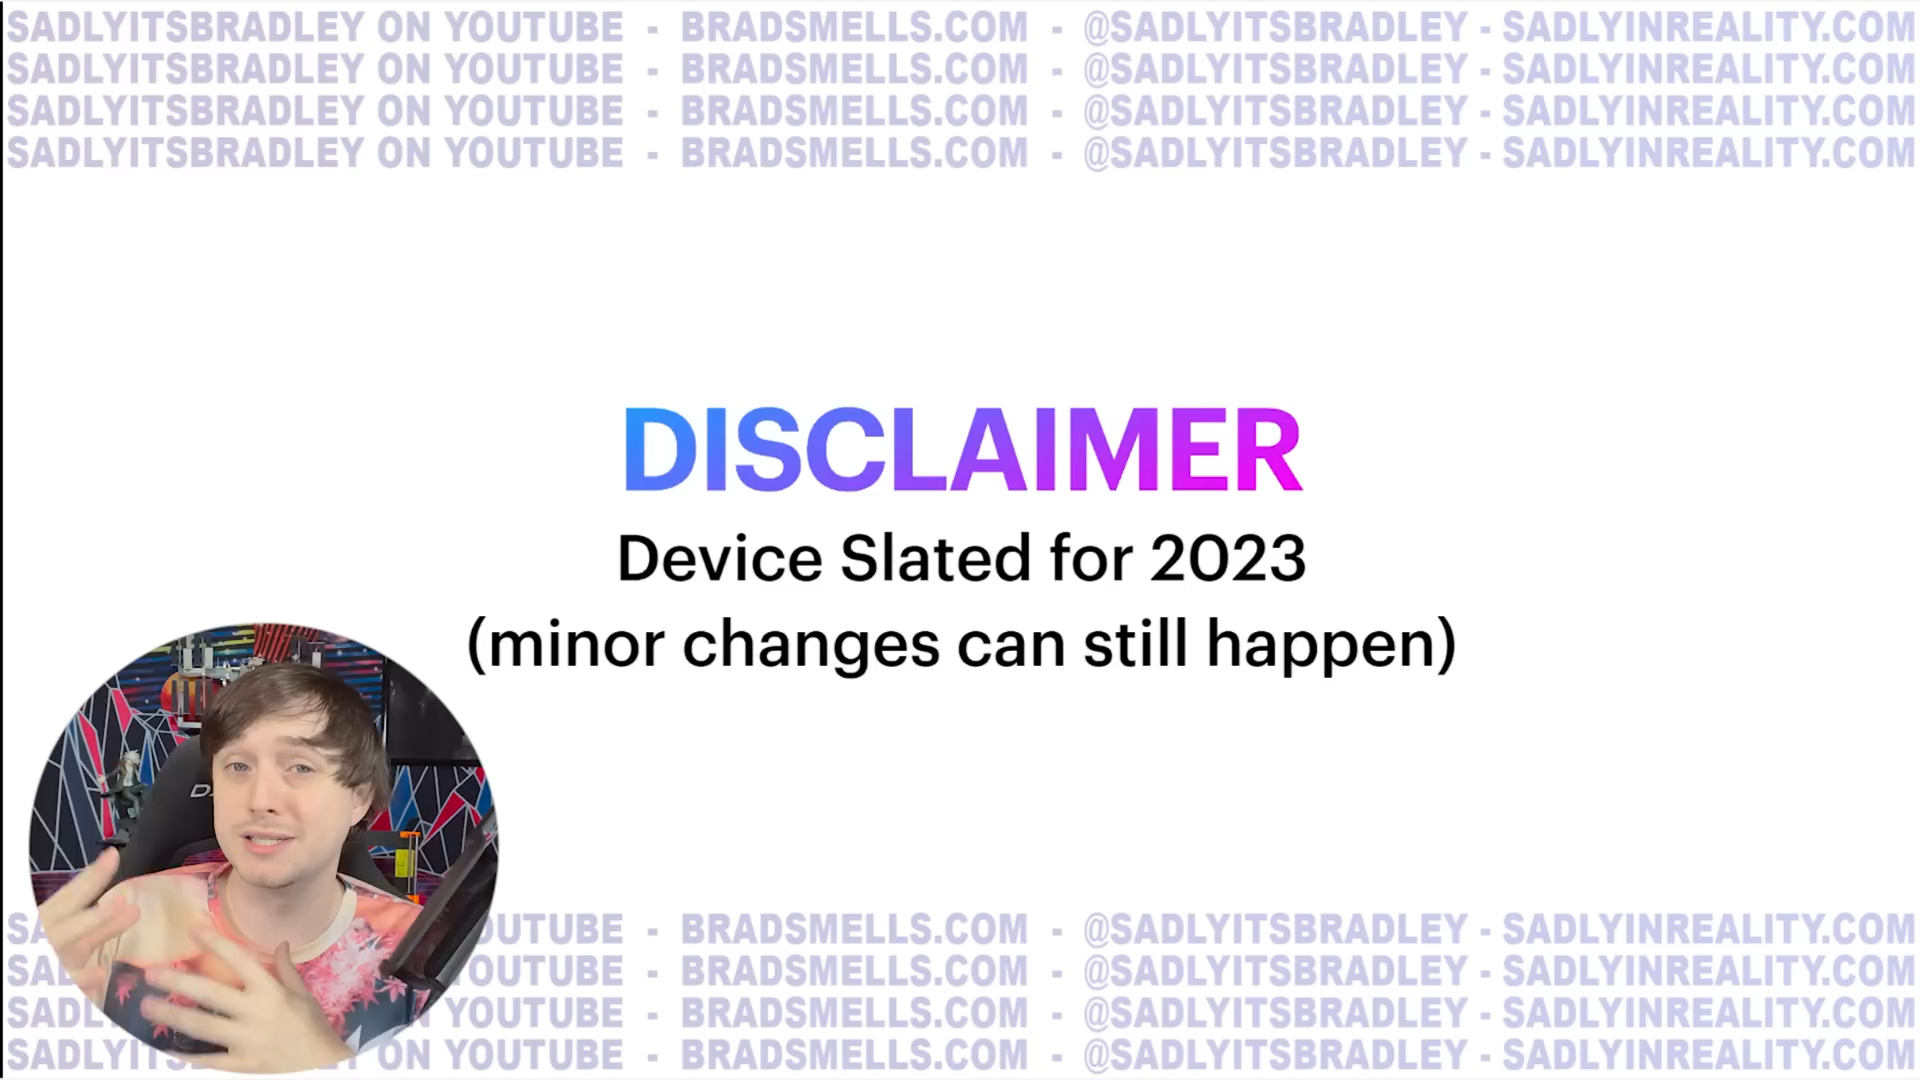 SADLYITSBRADLEY ON YOUTUBE - BRADSMELLS.COM - @SADLYITSBRADLEY - SADLYINREALITY.COM
SADLYITSBRADLEY ON YOUTUBE - BRADSMELLS.COM - @SADLYITSBRADLEY - SADLYINREALITY.COM
SADLYITSBRADLEY ON YOUTUBE - BRADSMELLS.COM - @SADLYITSBRADLEY - SADLYINREALITY.COM
SADLYITSBRADLEY ON YOUTUBE - BRADSMELLS.COM - @SADLYITSBRADLEY - SADLYINREALITY.COM
DISCLAIMER
Device Slated for 2023
(minor changes can still happen)
OUTUBE - BRADSMELLS.COM - @SADLYITSBRADLEY - SADLYINREALITY.COM
YOUTUBE - BRADSMELLS.COM - @SADLYITSBRADLEY - SADLYINREALITY.COM
YOUTUBE - BRADSMELLS.COM - @SADLYITSBRADLEY - SADLYINREALITY.COM
ON YOUTUBE - BRADSMELLS.COM - @SADLYITSBRADLEY - SADLYINREALITY.COM